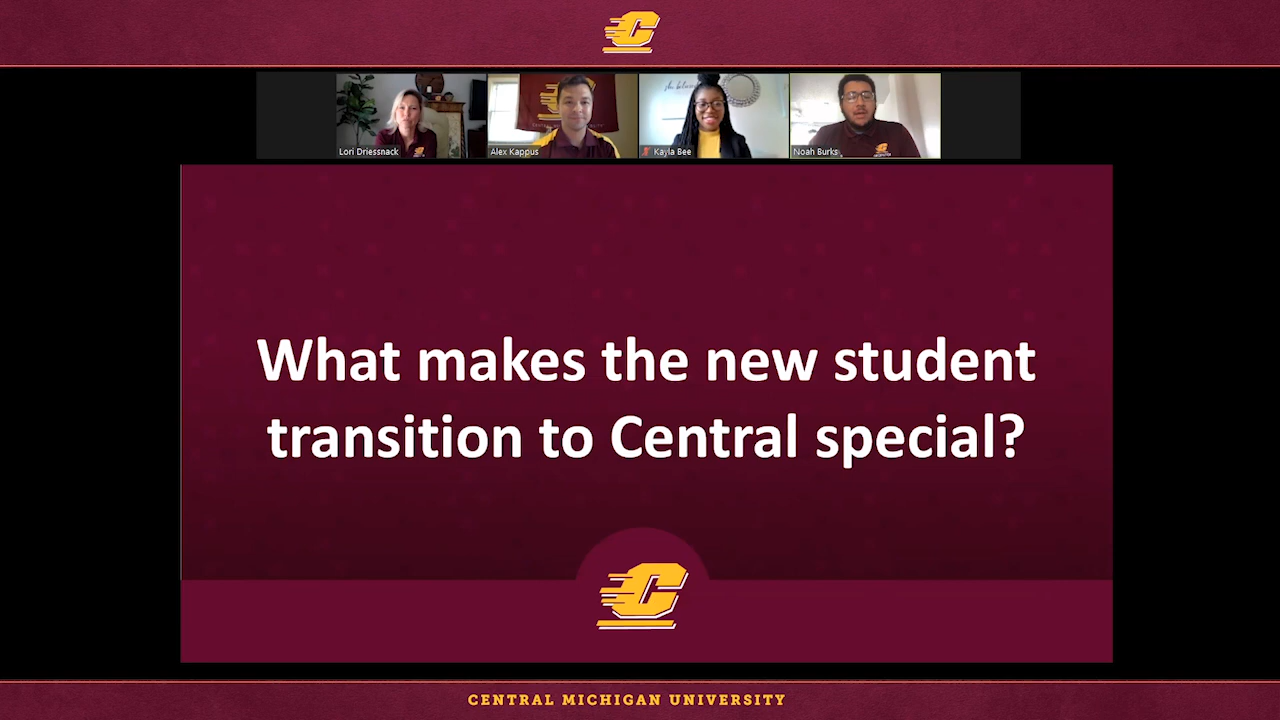 Lori Driessnack
Alex Kappus
Kayla Bee
Noah Burks
What makes the new student
transition to Central special?
CENTRAL MICHIGAN UNIVERSITY